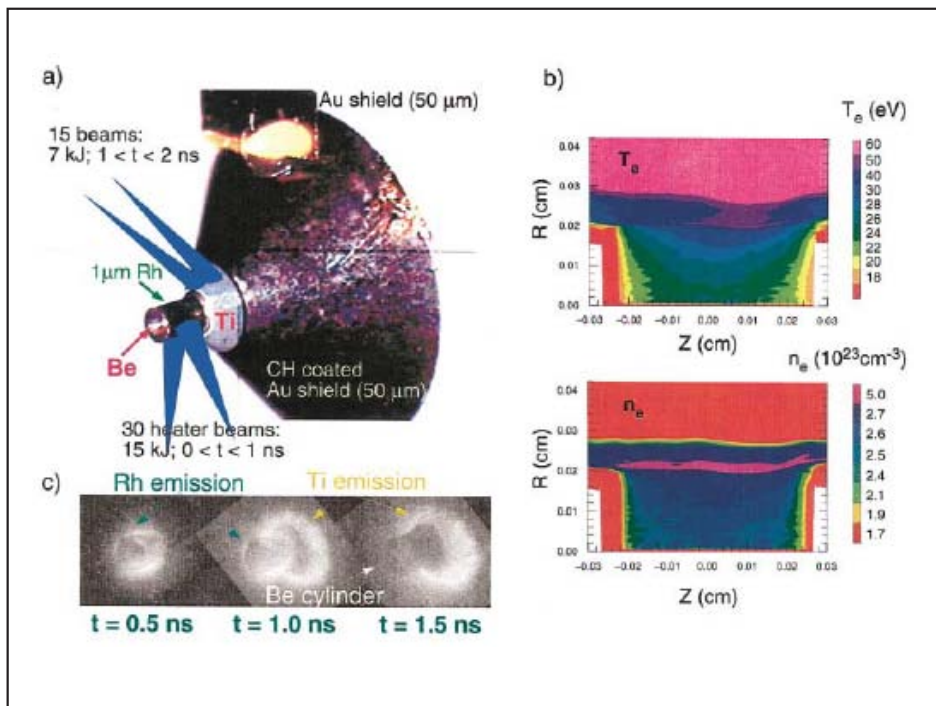 a)
Au shield (50 µm)
15 beams:
7 kJ; 1 < t < 2 ns
1µm Rh
Ti
Be
CH coated
Au shield (50 µm)
30 heater beams:
15 kJ; 0 < t < 1 ns
b)
T_e (eV)
T_e
60
50
40
30
28
26
24
22
20
18
R (cm)
0.04
0.03
0.02
0.01
0.00
-0.03 -0.02 -0.01 0.00 0.01 0.02 0.03
Z (cm)
n_e (10^23 cm-3)
n_e
5.0
2.7
2.6
2.5
2.4
2.1
1.9
1.7
R (cm)
0.04
0.03
0.02
0.01
0.00
-0.03 -0.02 -0.01 0.00 0.01 0.02 0.03
Z (cm)
c)
Rh emission Ti emission
Be cylinder
t = 0.5 ns t = 1.0 ns t = 1.5 ns